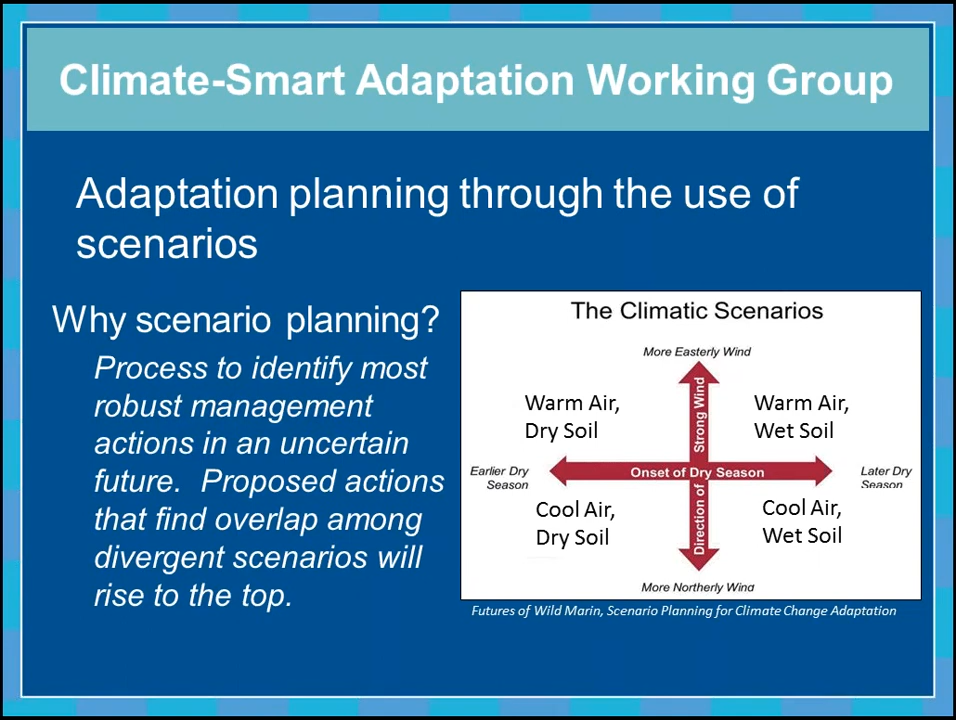 Climate-Smart Adaptation Working Group
Adaptation planning through the use of
scenarios
Why scenario planning?
Process to identify most
robust management
actions in an uncertain
future.  Proposed actions
that find overlap among
divergent scenarios will
rise to the top.
The Climatic Scenarios
More Easterly Wind
Warm Air,
Dry Soil
Warm Air,
Wet Soil
Direction of Strong Wind
Earlier Dry
Season
Onset of Dry Season
Later Dry
Season
Cool Air,
Dry Soil
Cool Air,
Wet Soil
More Northerly Wind
Futures of Wild Marin, Scenario Planning for Climate Change Adaptation